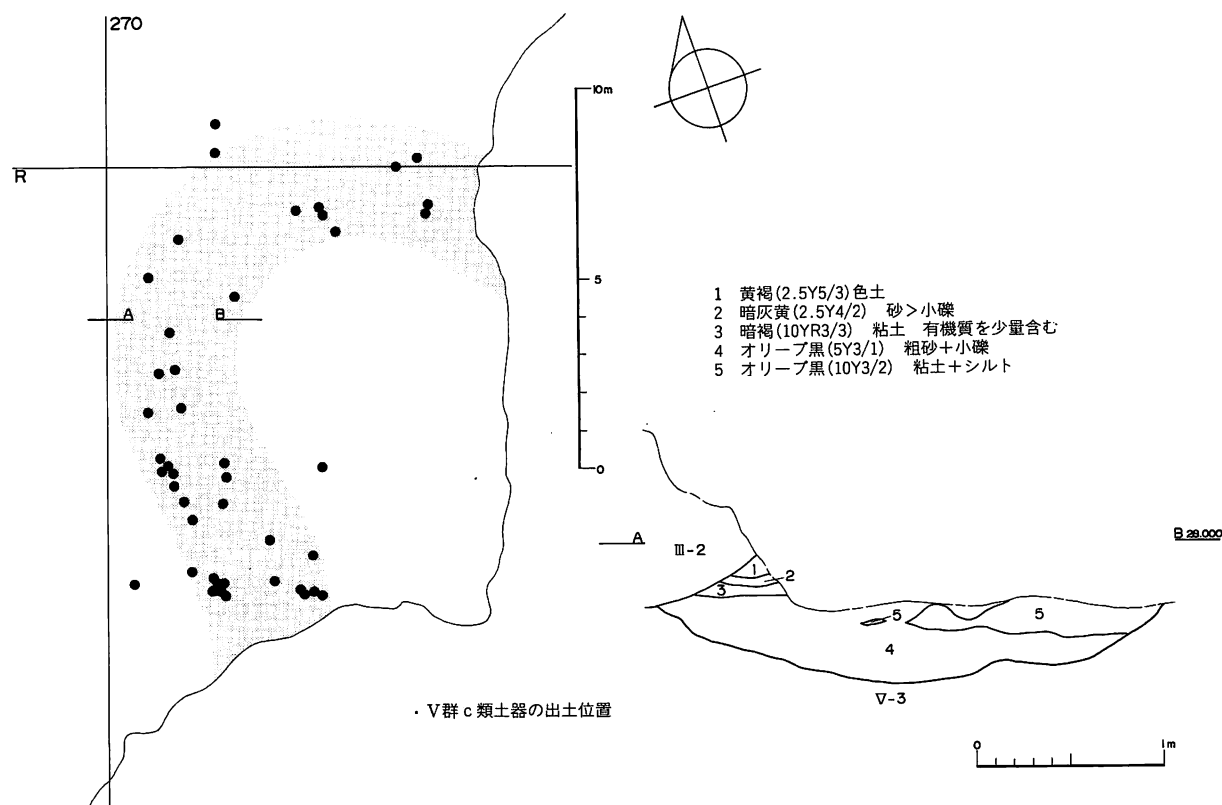 270
10m
R
5
A
B
0
1 黄褐(2.5Y5/3)色土
2 暗灰黄(2.5Y4/2) 砂>小礫
3 暗褐(10YR3/3) 粘土 有機質を少量含む
4 オリーブ黒(5Y3/1) 粗砂+小礫
5 オリーブ黒(10Y3/2) 粘土+シルト
A
Ⅲ-2
B 28.000
1
2
3
5
5
4
Ⅴ-3
・Ⅴ群c類土器の出土位置
0
1m